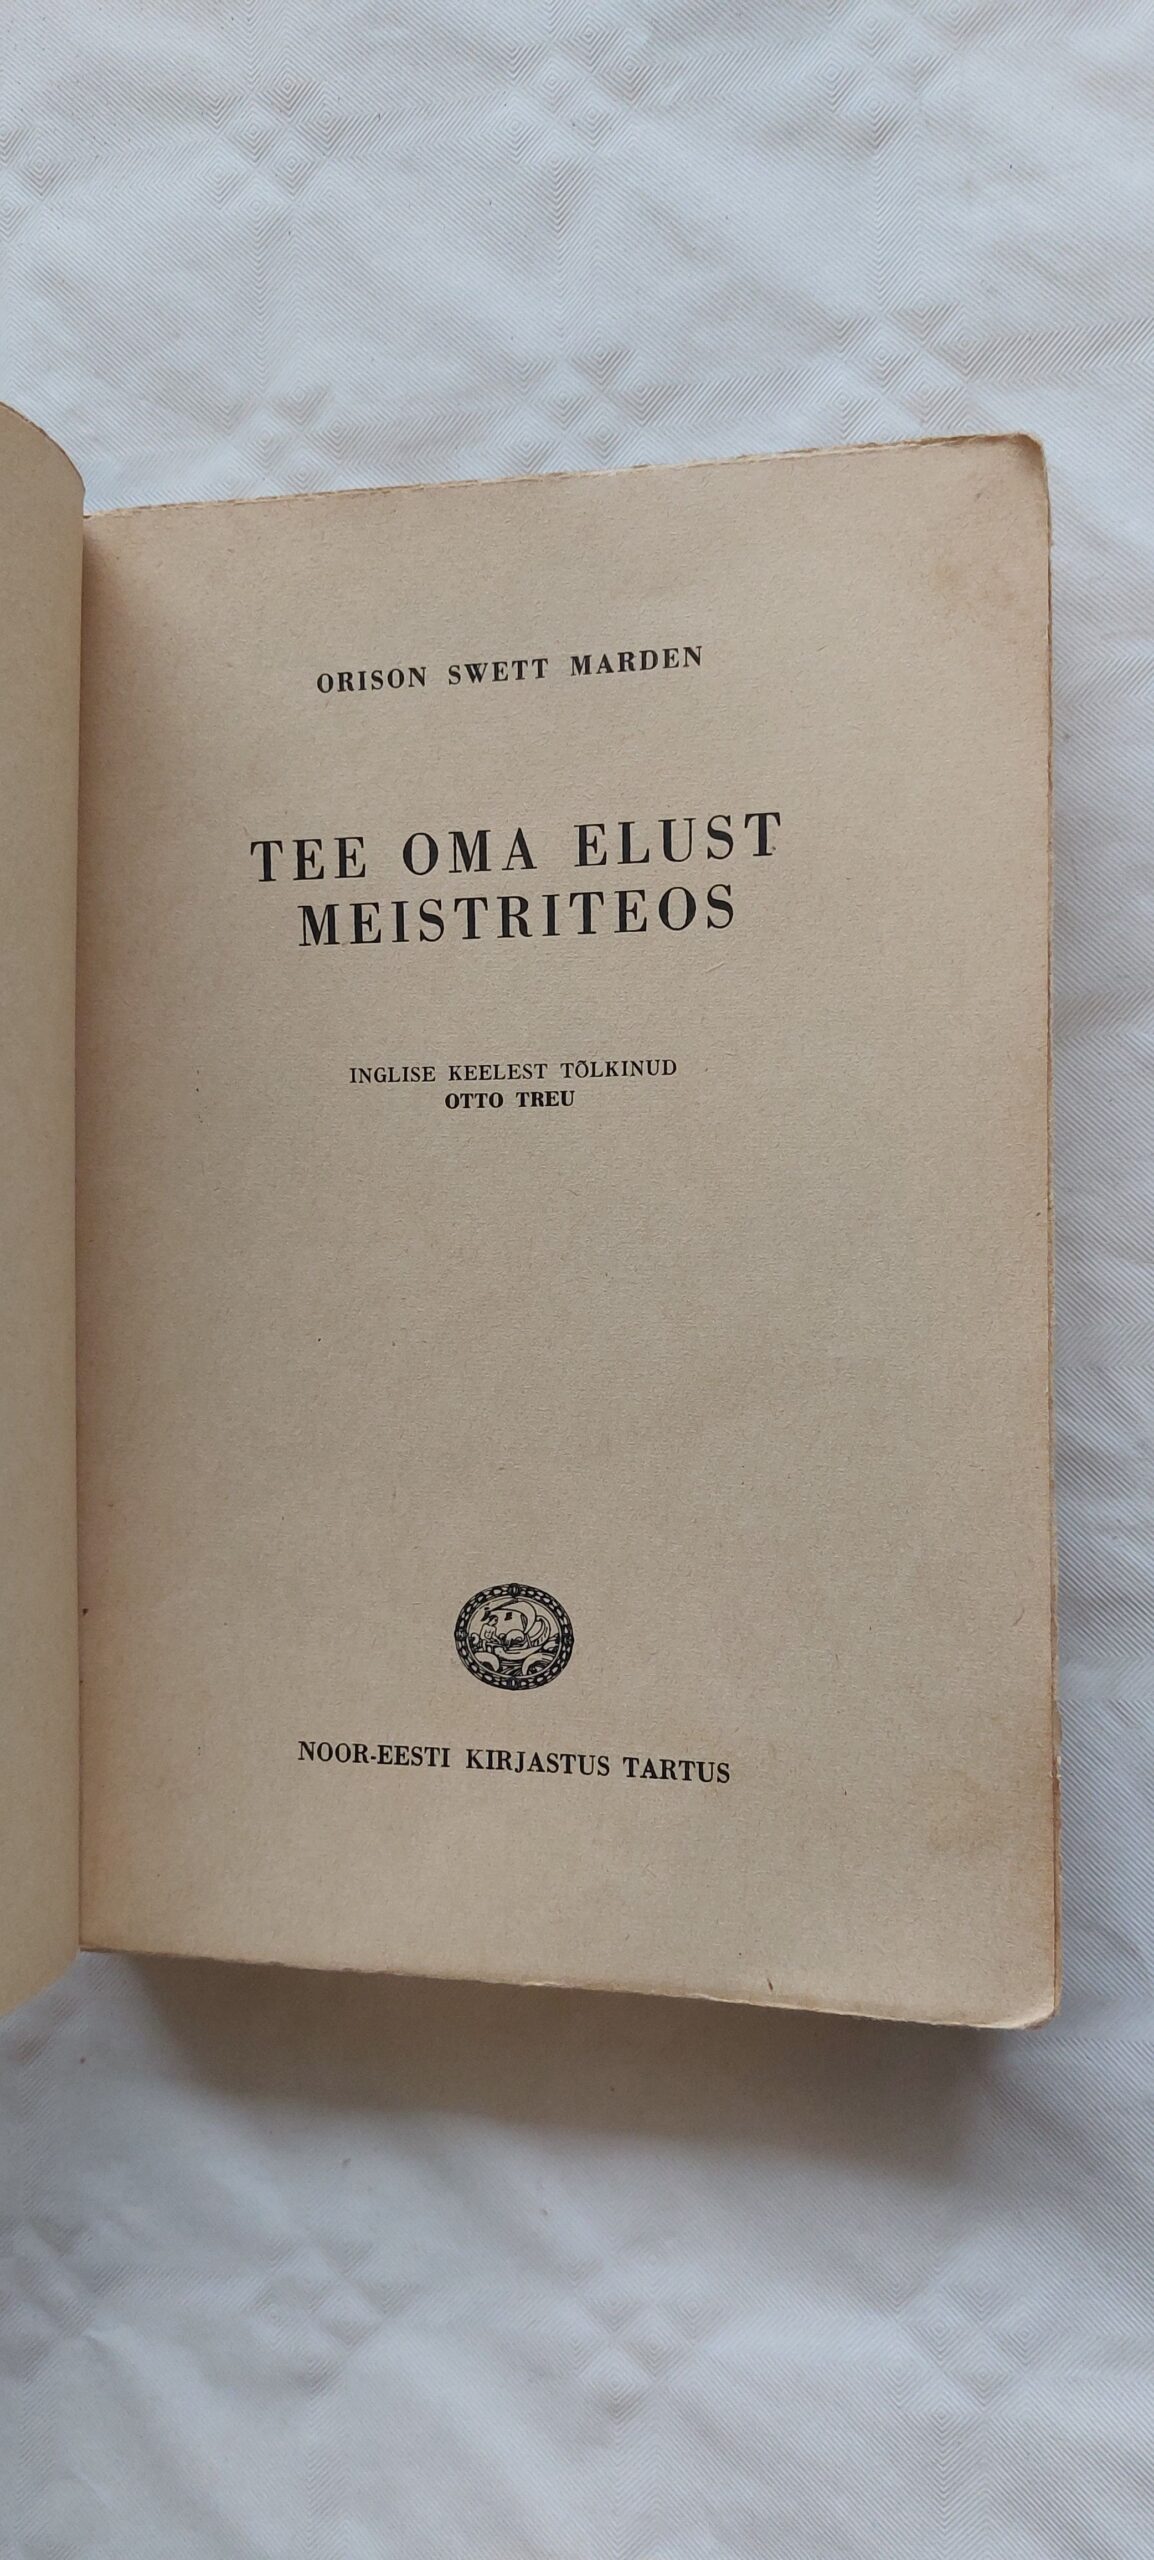 ORISON SWETT MARDEN
TEE OMA ELUST
MEISTRITEOS
INGLISE KEELEST TÕLKINUD
OTTO TREU
NOOR-EESTI KIRJASTUS TARTUS